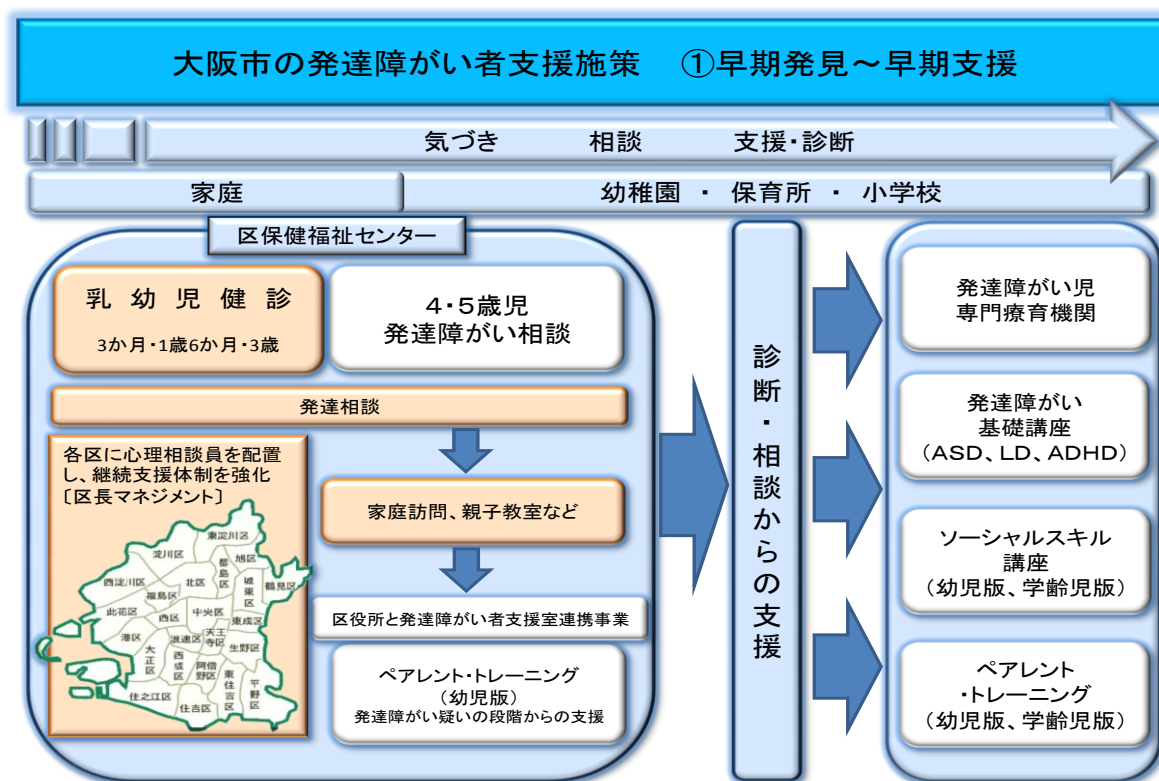 大阪市の発達障がい者支援施策　①早期発見～早期支援
気づき　相談　支援・診断
家庭
幼稚園 ・ 保育所 ・ 小学校
区保健福祉センター
乳幼児健診
3か月・1歳6か月・3歳
4・5歳児
発達障がい相談
発達相談
各区に心理相談員を配置
し、継続支援体制を強化
〔区長マネジメント〕
東淀川区
淀川区
旭区
都島区
西淀川区
北区
城東区
鶴見区
福島区
此花区
中央区
西区
東成区
港区
浪速区
天王寺区
生野区
大正区
西成区
阿倍野区
東住吉区
平野区
住之江区
住吉区
家庭訪問、親子教室など
区役所と発達障がい者支援室連携事業
ペアレント・トレーニング
(幼児版)
発達障がい疑いの段階からの支援
診断・相談からの支援
発達障がい児
専門療育機関
発達障がい
基礎講座
(ASD、LD、ADHD)
ソーシャルスキル
講座
(幼児版、学齢児版)
ペアレント
・トレーニング
(幼児版、学齢児版)